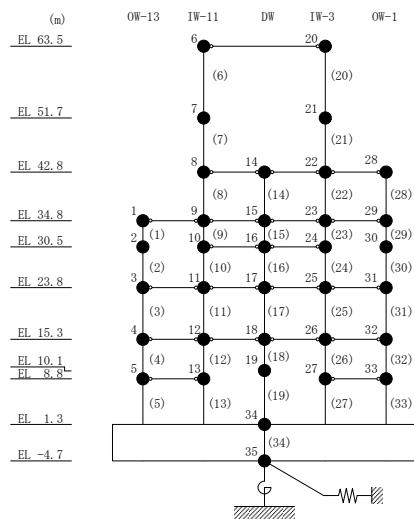 (m) OW-13 IW-11 DW IW-3 OW-1
EL 63.5 6 20
(6) (20)
EL 51.7 7 21
(7) (21)
EL 42.8 8 14 22 28
(8) (14) (22) (28)
EL 34.8 1 9 15 23 29
(1) (9) (15) (23) (29)
EL 30.5 2 10 16 24 30
(2) (10) (16) (24) (30)
EL 23.8 3 11 17 25 31
(3) (11) (17) (25) (31)
EL 15.3 4 12 18 26 32
(4) (12) (18) (26) (32)
EL 10.1 19
EL 8.8 5 13 27 33
(5) (13) (19) (27) (33)
EL 1.3 34
(34)
EL -4.7 35